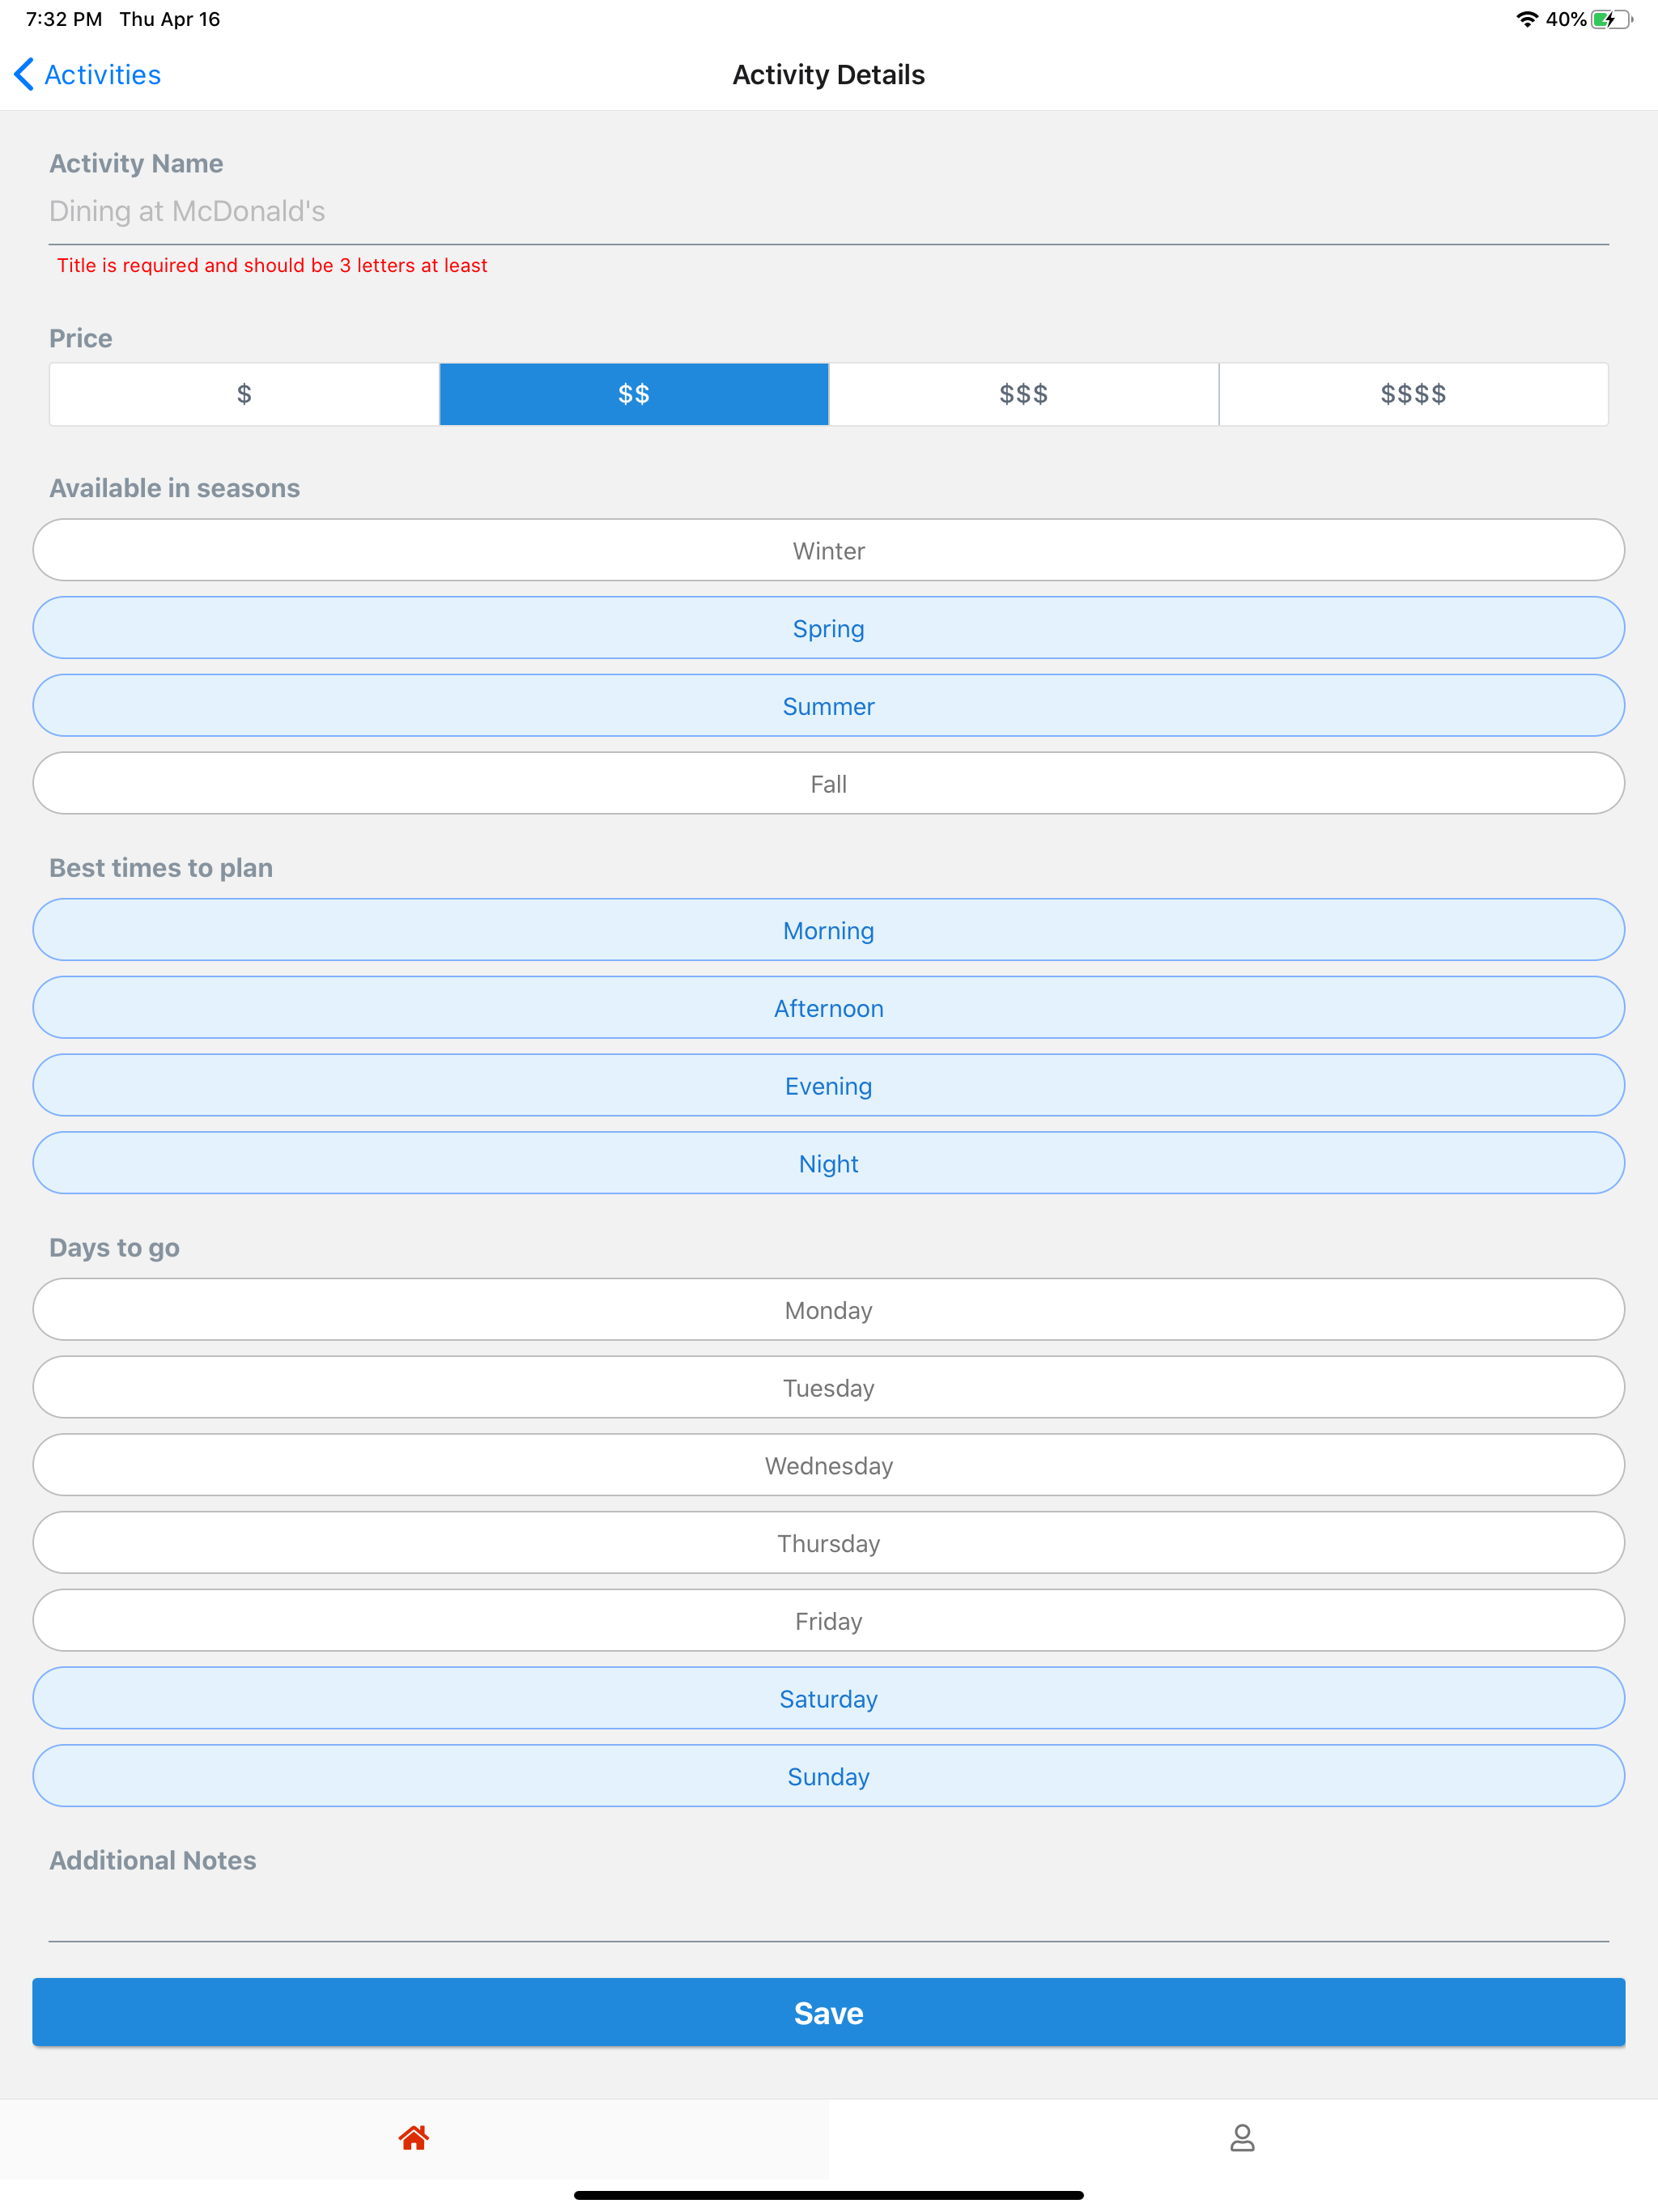 7:32 PM Thu Apr 16 40%
Activities Activity Details
Activity Name
Dining at McDonald's
Title is required and should be 3 letters at least
Price
$ $$ $$$ $$$$
Available in seasons
Winter
Spring
Summer
Fall
Best times to plan
Morning
Afternoon
Evening
Night
Days to go
Monday
Tuesday
Wednesday
Thursday
Friday
Saturday
Sunday
Additional Notes
Save